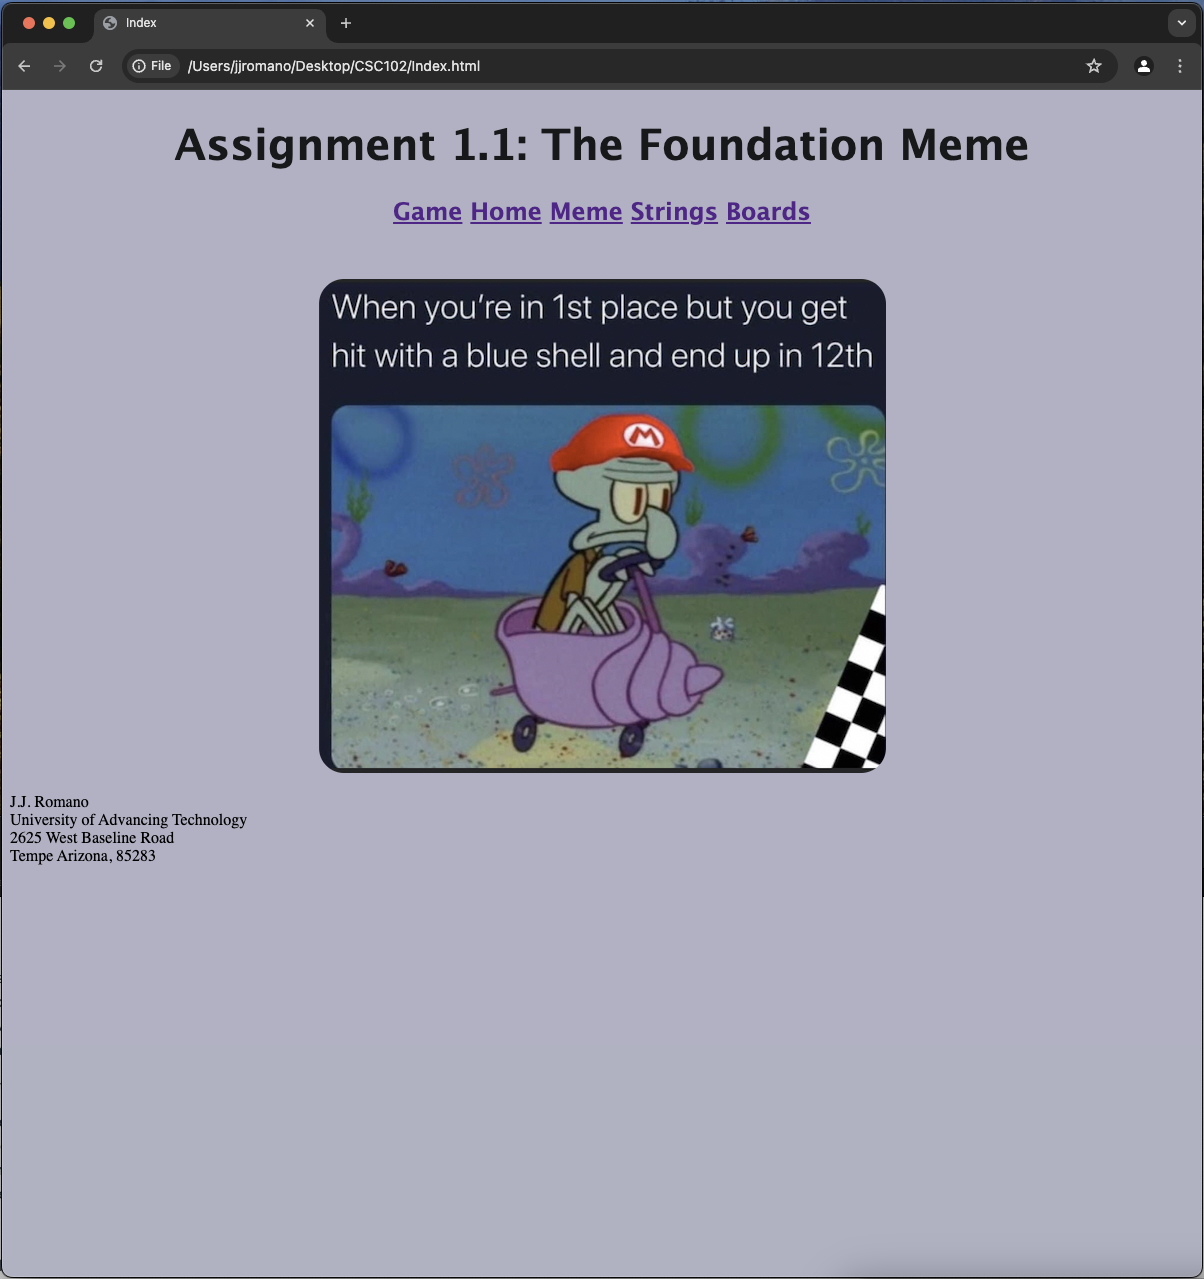 Index
File
/Users/jjromano/Desktop/CSC102/Index.html
Assignment 1.1: The Foundation Meme
Game Home Meme Strings Boards
When you're in 1st place but you get
hit with a blue shell and end up in 12th
M
J.J. Romano
University of Advancing Technology
2625 West Baseline Road
Tempe Arizona, 85283